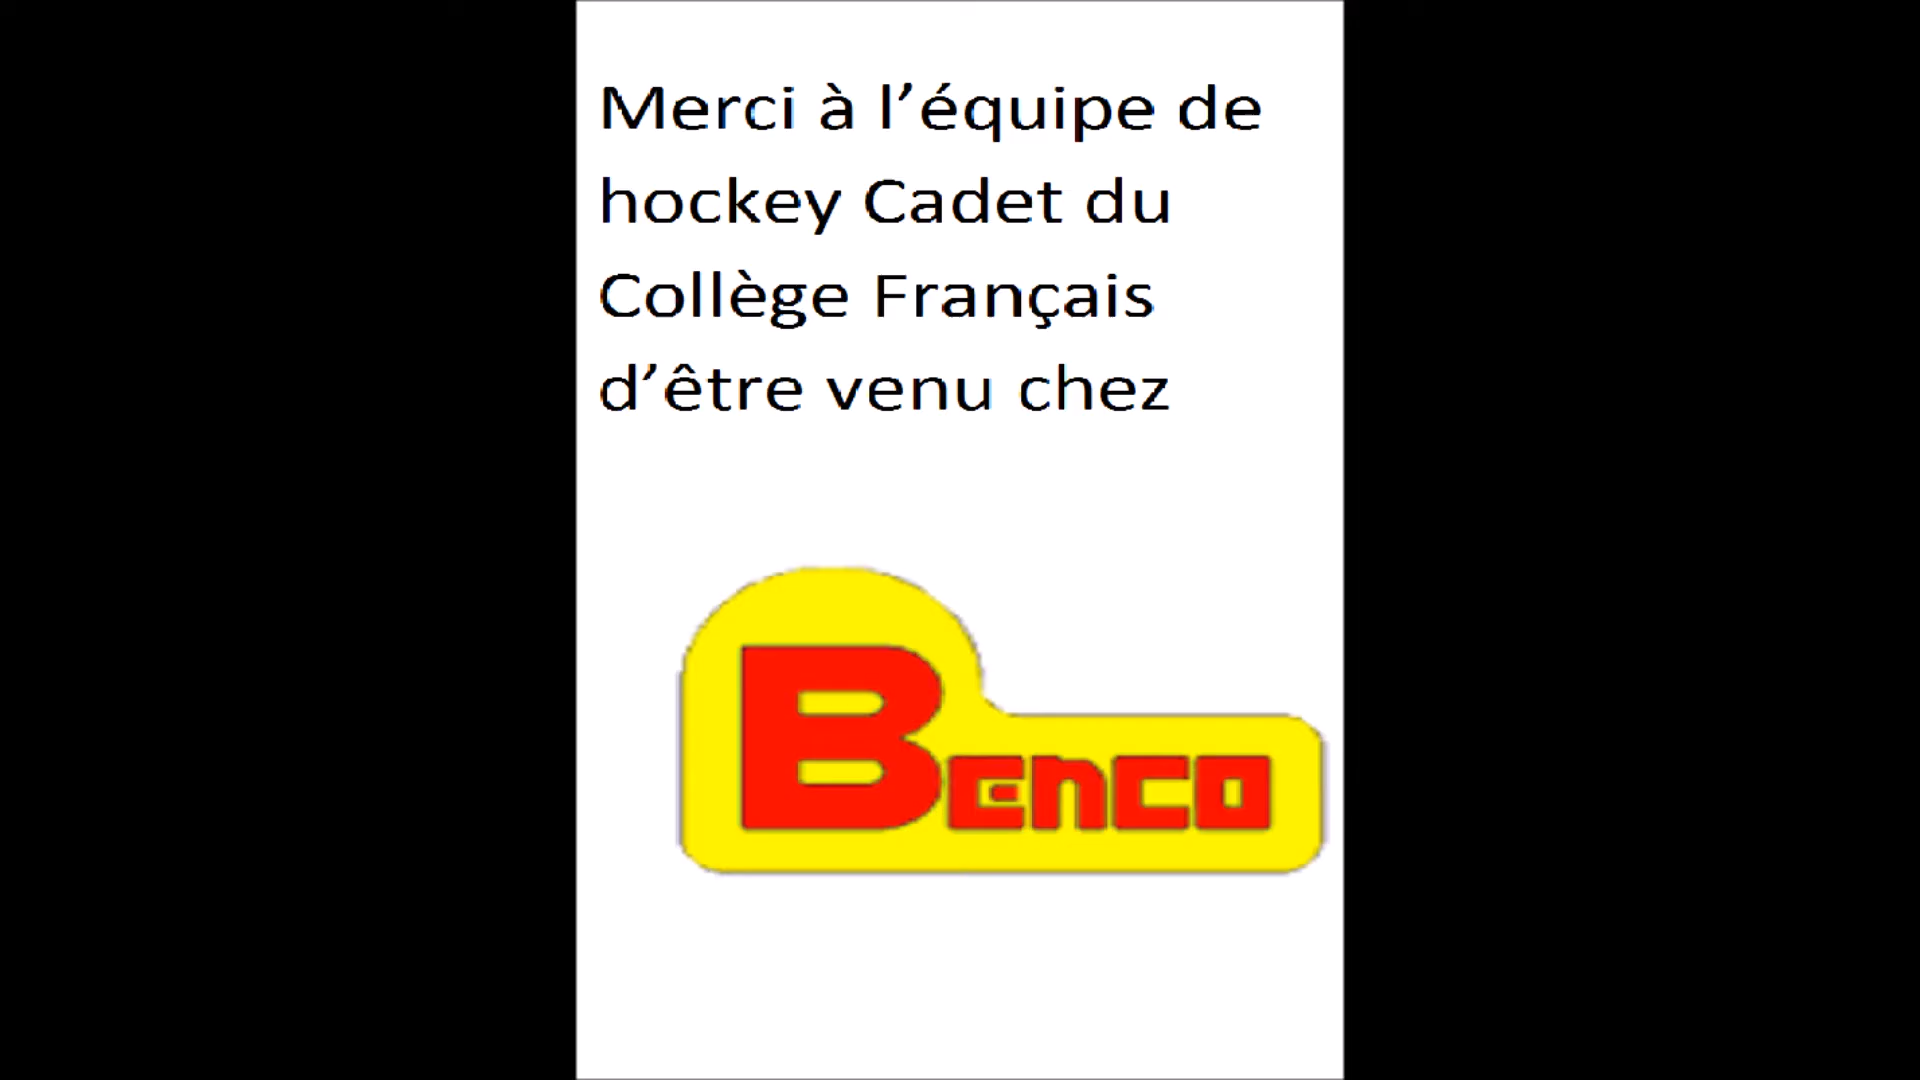 Merci à l’équipe de
hockey Cadet du
Collège Français
d’être venu chez
Benco